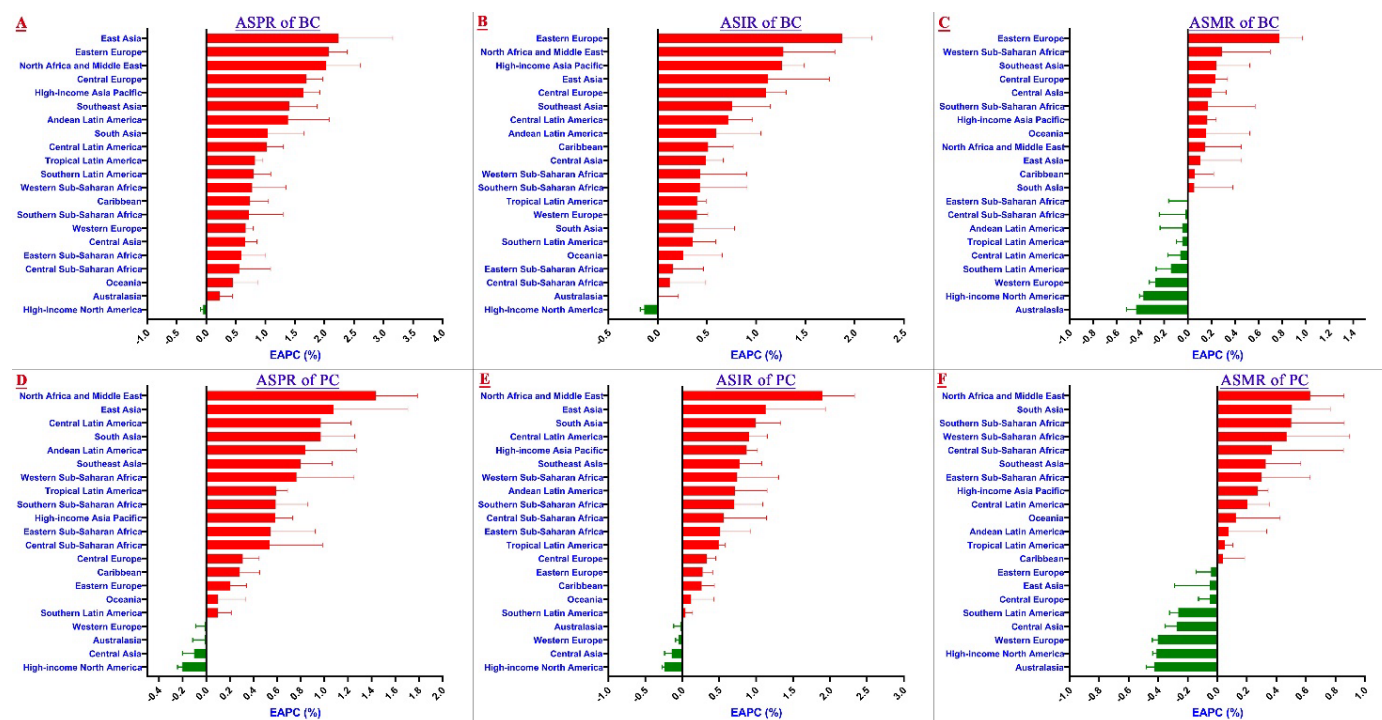 A
ASPR of BC
East Asia
Eastern Europe
North Africa and Middle East
Central Europe
High-income Asia Pacific
Southeast Asia
Andean Latin America
South Asia
Central Latin America
Tropical Latin America
Southern Latin America
Western Sub-Saharan Africa
Caribbean
Southern Sub-Saharan Africa
Western Europe
Central Asia
Eastern Sub-Saharan Africa
Central Sub-Saharan Africa
Oceania
Australasia
High-income North America
-1.0 -0.5 0.0 0.5 1.0 1.5 2.0 2.5 3.0 3.5 4.0
EAPC (%)
B
ASIR of BC
Eastern Europe
North Africa and Middle East
High-income Asia Pacific
East Asia
Central Europe
Southeast Asia
Central Latin America
Andean Latin America
Caribbean
Central Asia
Western Sub-Saharan Africa
Southern Sub-Saharan Africa
Tropical Latin America
Western Europe
South Asia
Southern Latin America
Oceania
Eastern Sub-Saharan Africa
Central Sub-Saharan Africa
Australasia
High-income North America
-0.5 0.0 0.5 1.0 1.5 2.0 2.5
EAPC (%)
C
ASMR of BC
Eastern Europe
Western Sub-Saharan Africa
Southeast Asia
Central Europe
Central Asia
Southern Sub-Saharan Africa
High-income Asia Pacific
Oceania
North Africa and Middle East
East Asia
Caribbean
South Asia
Eastern Sub-Saharan Africa
Central Sub-Saharan Africa
Andean Latin America
Tropical Latin America
Central Latin America
Southern Latin America
Western Europe
High-income North America
Australasia
-1.0 -0.8 -0.6 -0.4 -0.2 0.0 0.2 0.4 0.6 0.8 1.0 1.2 1.4
EAPC (%)
D
ASPR of PC
North Africa and Middle East
East Asia
Central Latin America
South Asia
Andean Latin America
Southeast Asia
Western Sub-Saharan Africa
Tropical Latin America
Southern Sub-Saharan Africa
High-income Asia Pacific
Eastern Sub-Saharan Africa
Central Sub-Saharan Africa
Central Europe
Caribbean
Eastern Europe
Oceania
Southern Latin America
Western Europe
Australasia
Central Asia
High-income North America
-0.4 -0.2 0.0 0.2 0.4 0.6 0.8 1.0 1.2 1.4 1.6 1.8 2.0
EAPC (%)
E
ASIR of PC
North Africa and Middle East
East Asia
South Asia
Central Latin America
High-income Asia Pacific
Southeast Asia
Western Sub-Saharan Africa
Andean Latin America
Southern Sub-Saharan Africa
Central Sub-Saharan Africa
Eastern Sub-Saharan Africa
Tropical Latin America
Central Europe
Eastern Europe
Caribbean
Oceania
Southern Latin America
Australasia
Western Europe
Central Asia
High-income North America
-1.0 -0.5 0.0 0.5 1.0 1.5 2.0 2.5 3.0
EAPC (%)
F
ASMR of PC
North Africa and Middle East
South Asia
Southern Sub-Saharan Africa
Western Sub-Saharan Africa
Central Sub-Saharan Africa
Southeast Asia
Eastern Sub-Saharan Africa
High-income Asia Pacific
Central Latin America
Oceania
Andean Latin America
Tropical Latin America
Caribbean
Eastern Europe
East Asia
Central Europe
Southern Latin America
Central Asia
Western Europe
High-income North America
Australasia
-1.0 -0.8 -0.6 -0.4 -0.2 0.0 0.2 0.4 0.6 0.8 1.0
EAPC (%)